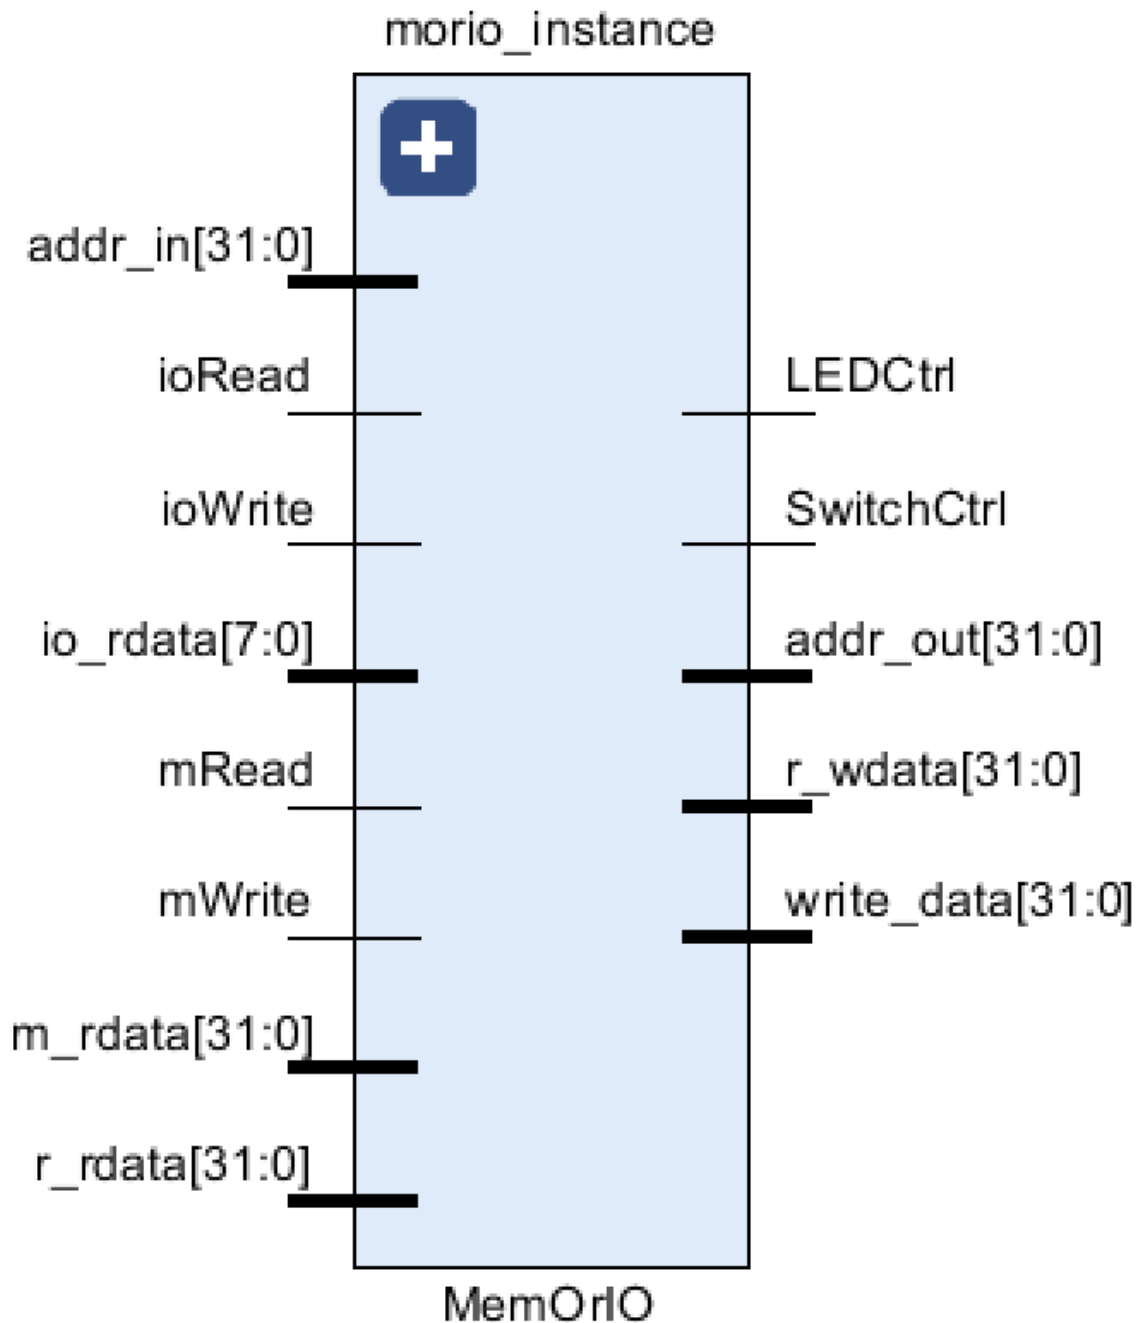 morio_instance
addr_in[31:0]
ioRead
LEDCtrl
ioWrite
SwitchCtrl
io_rdata[7:0]
addr_out[31:0]
mRead
r_wdata[31:0]
mWrite
write_data[31:0]
m_rdata[31:0]
r_rdata[31:0]
MemOrIO